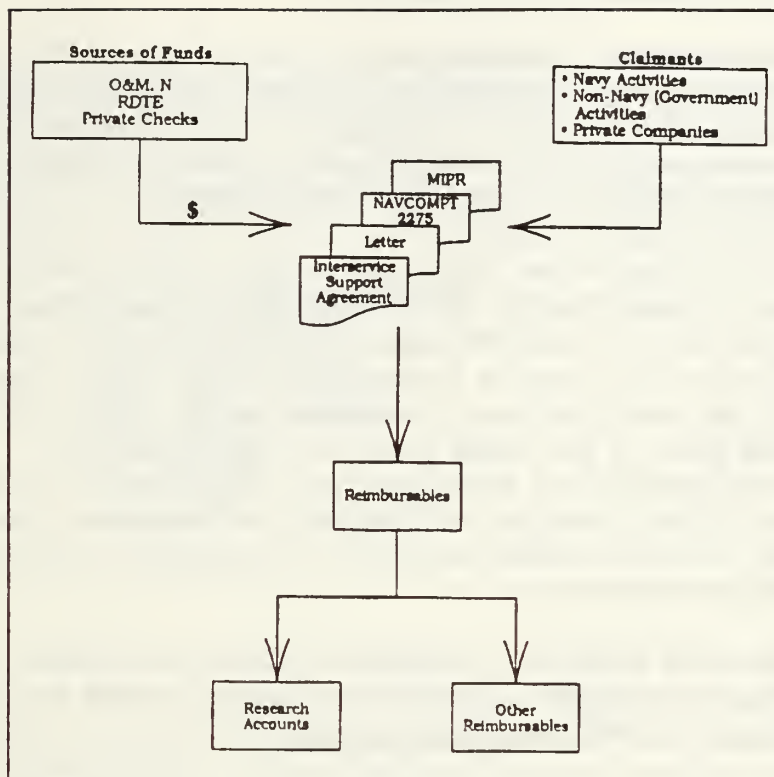 Sources of Funds
O&M. N
RDTE
Private Checks
Claimants
• Navy Activities
• Non-Navy (Government)
Activities
• Private Companies
$
MIPR
NAVCOMPT
2275
Letter
Interservice
Support
Agreement
Reimbursables
Research
Accounts
Other
Reimbursables